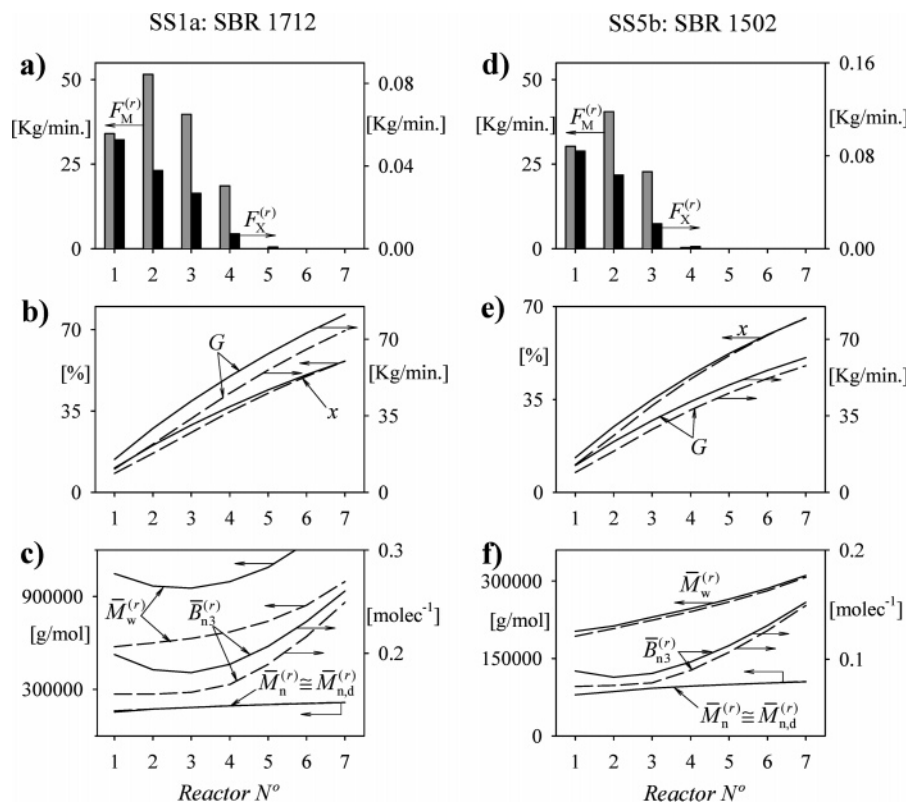 SS1a: SBR 1712
SS5b: SBR 1502
a)
50
25
0
[Kg/min.]
F_M^(r)
F_X^(r)
0.08
0.04
0.00
[Kg/min.]
1 2 3 4 5 6 7
d)
50
25
0
[Kg/min.]
F_M^(r)
F_X^(r)
0.16
0.08
0.00
[Kg/min.]
1 2 3 4 5 6 7
b)
70
35
0
[%]
G
x
70
35
0
[Kg/min.]
1 2 3 4 5 6 7
e)
70
35
0
[%]
x
G
70
35
0
[Kg/min.]
1 2 3 4 5 6 7
c)
900000
300000
[g/mol]
M̄_w^(r)
B̄_n3^(r)
M̄_n^(r) ≅ M̄_n,d^(r)
0.3
0.2
[molec⁻¹]
1 2 3 4 5 6 7
Reactor Nº
f)
300000
150000
0
[g/mol]
M̄_w^(r)
B̄_n3^(r)
M̄_n^(r) ≅ M̄_n,d^(r)
0.2
0.1
[molec⁻¹]
1 2 3 4 5 6 7
Reactor Nº